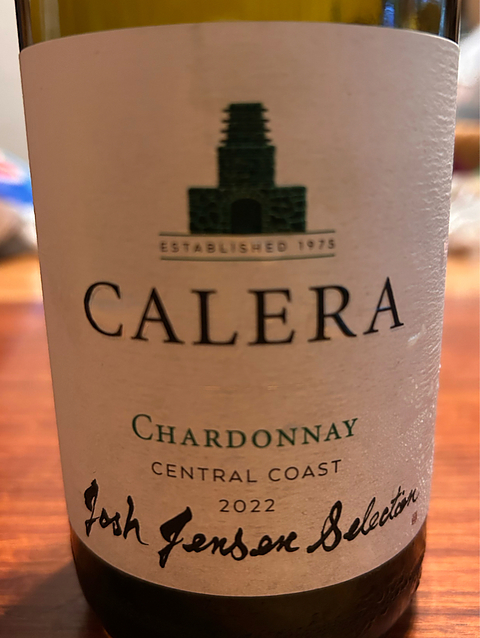 ESTABLISHED 1975
CALERA
CHARDONNAY
CENTRAL COAST
2022
Josh Jensen Selection